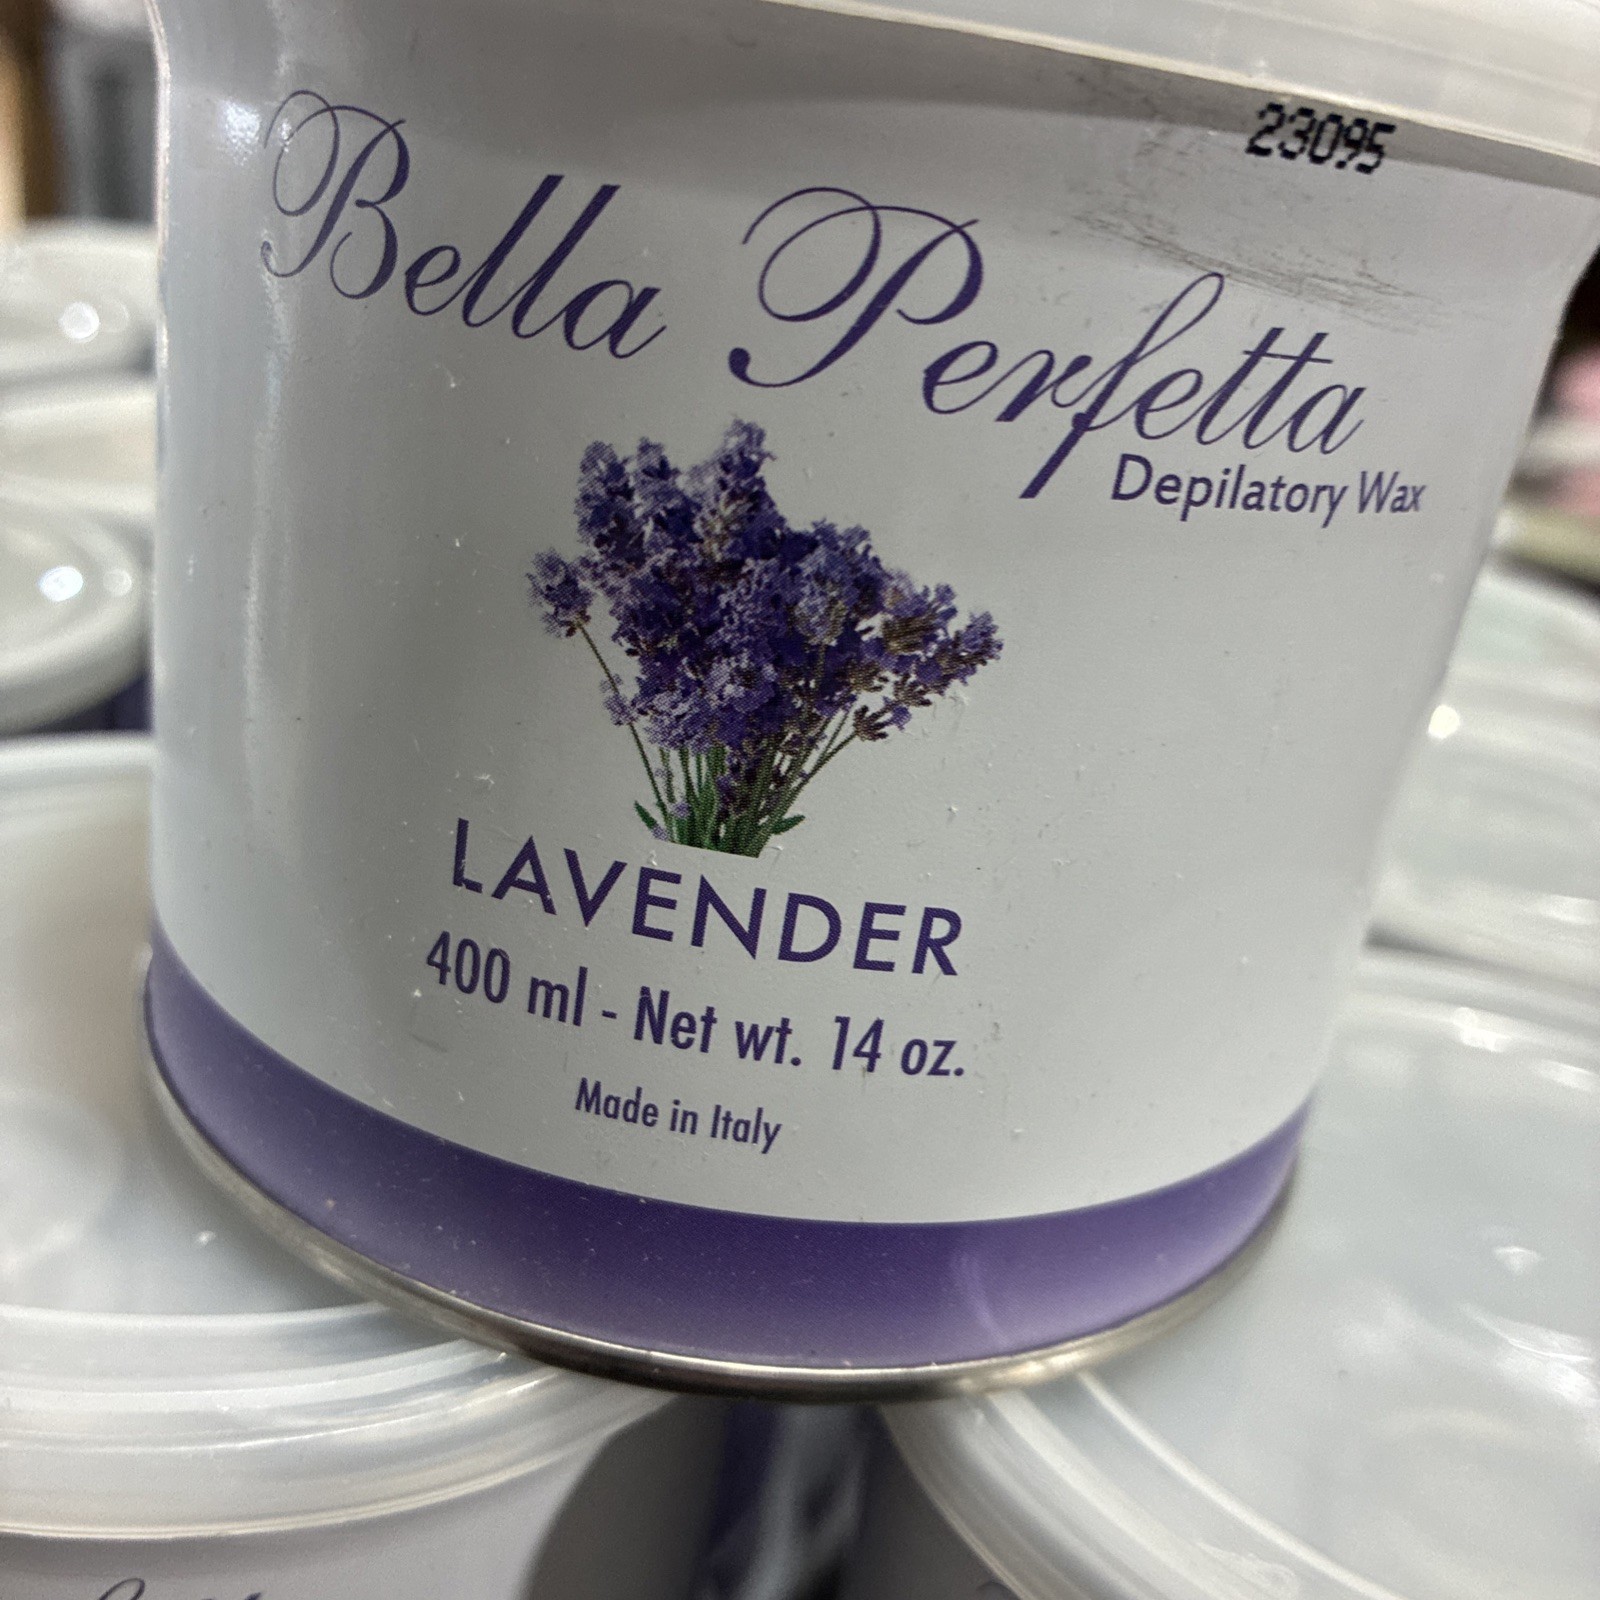 23095
Bella Perfetta
Depilatory Wax
LAVENDER
400 ml - Net wt. 14 oz.
Made in Italy